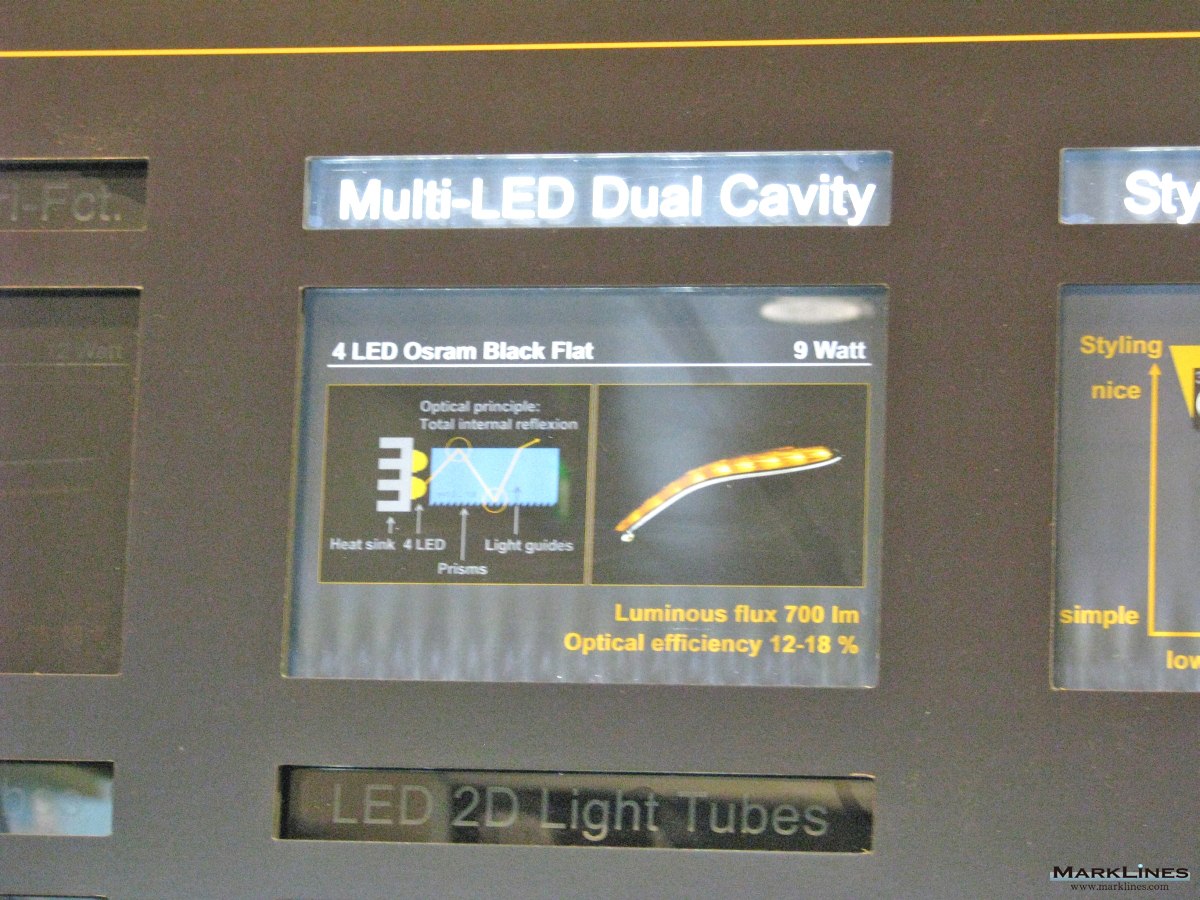 rl-Fct.
Multi-LED Dual Cavity
Sty
4 LED Osram Black Flat
9 Watt
Optical principle:
Total internal reflexion
Heat sink
4 LED
Light guides
Prisms
Luminous flux 700 lm
Optical efficiency 12-18 %
Styling
nice
simple
low
LED 2D Light Tubes
MARKLINES
www.marklines.com